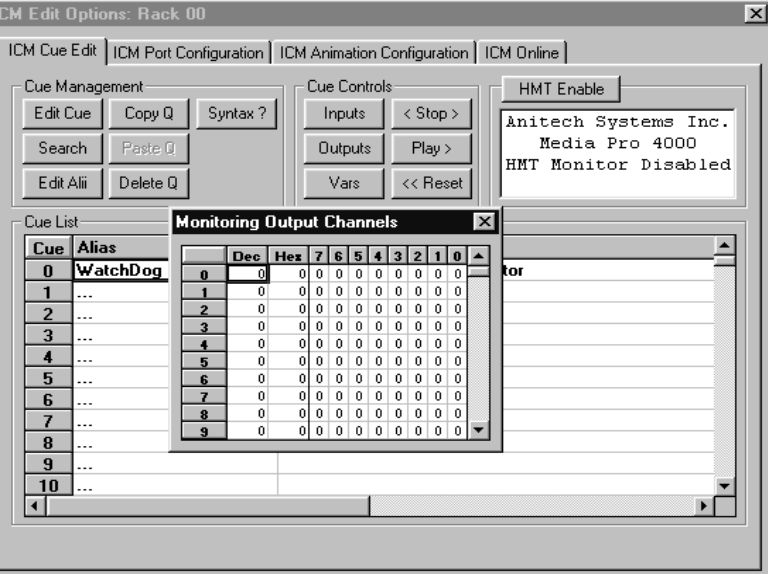 CM Edit Options: Rack 00
ICM Cue Edit ICM Port Configuration ICM Animation Configuration ICM Online
Cue Management Cue Controls HMT Enable
Edit Cue Copy Q Syntax ? Inputs < Stop >
Anitech Systems Inc.
Media Pro 4000
HMT Monitor Disabled
Search Paste Q Outputs Play >
Edit Alii Delete Q Vars << Reset
Cue List
Monitoring Output Channels
Cue Alias
Dec Hex 7 6 5 4 3 2 1 0
0 WatchDog tor
1 ...
2 ...
3 ...
4 ...
5 ...
6 ...
7 ...
8 ...
9 ...
10 ...
0 0 0 0 0 0 0 0 0 0 0
1 0 0 0 0 0 0 0 0 0 0
2 0 0 0 0 0 0 0 0 0 0
3 0 0 0 0 0 0 0 0 0 0
4 0 0 0 0 0 0 0 0 0 0
5 0 0 0 0 0 0 0 0 0 0
6 0 0 0 0 0 0 0 0 0 0
7 0 0 0 0 0 0 0 0 0 0
8 0 0 0 0 0 0 0 0 0 0
9 0 0 0 0 0 0 0 0 0 0